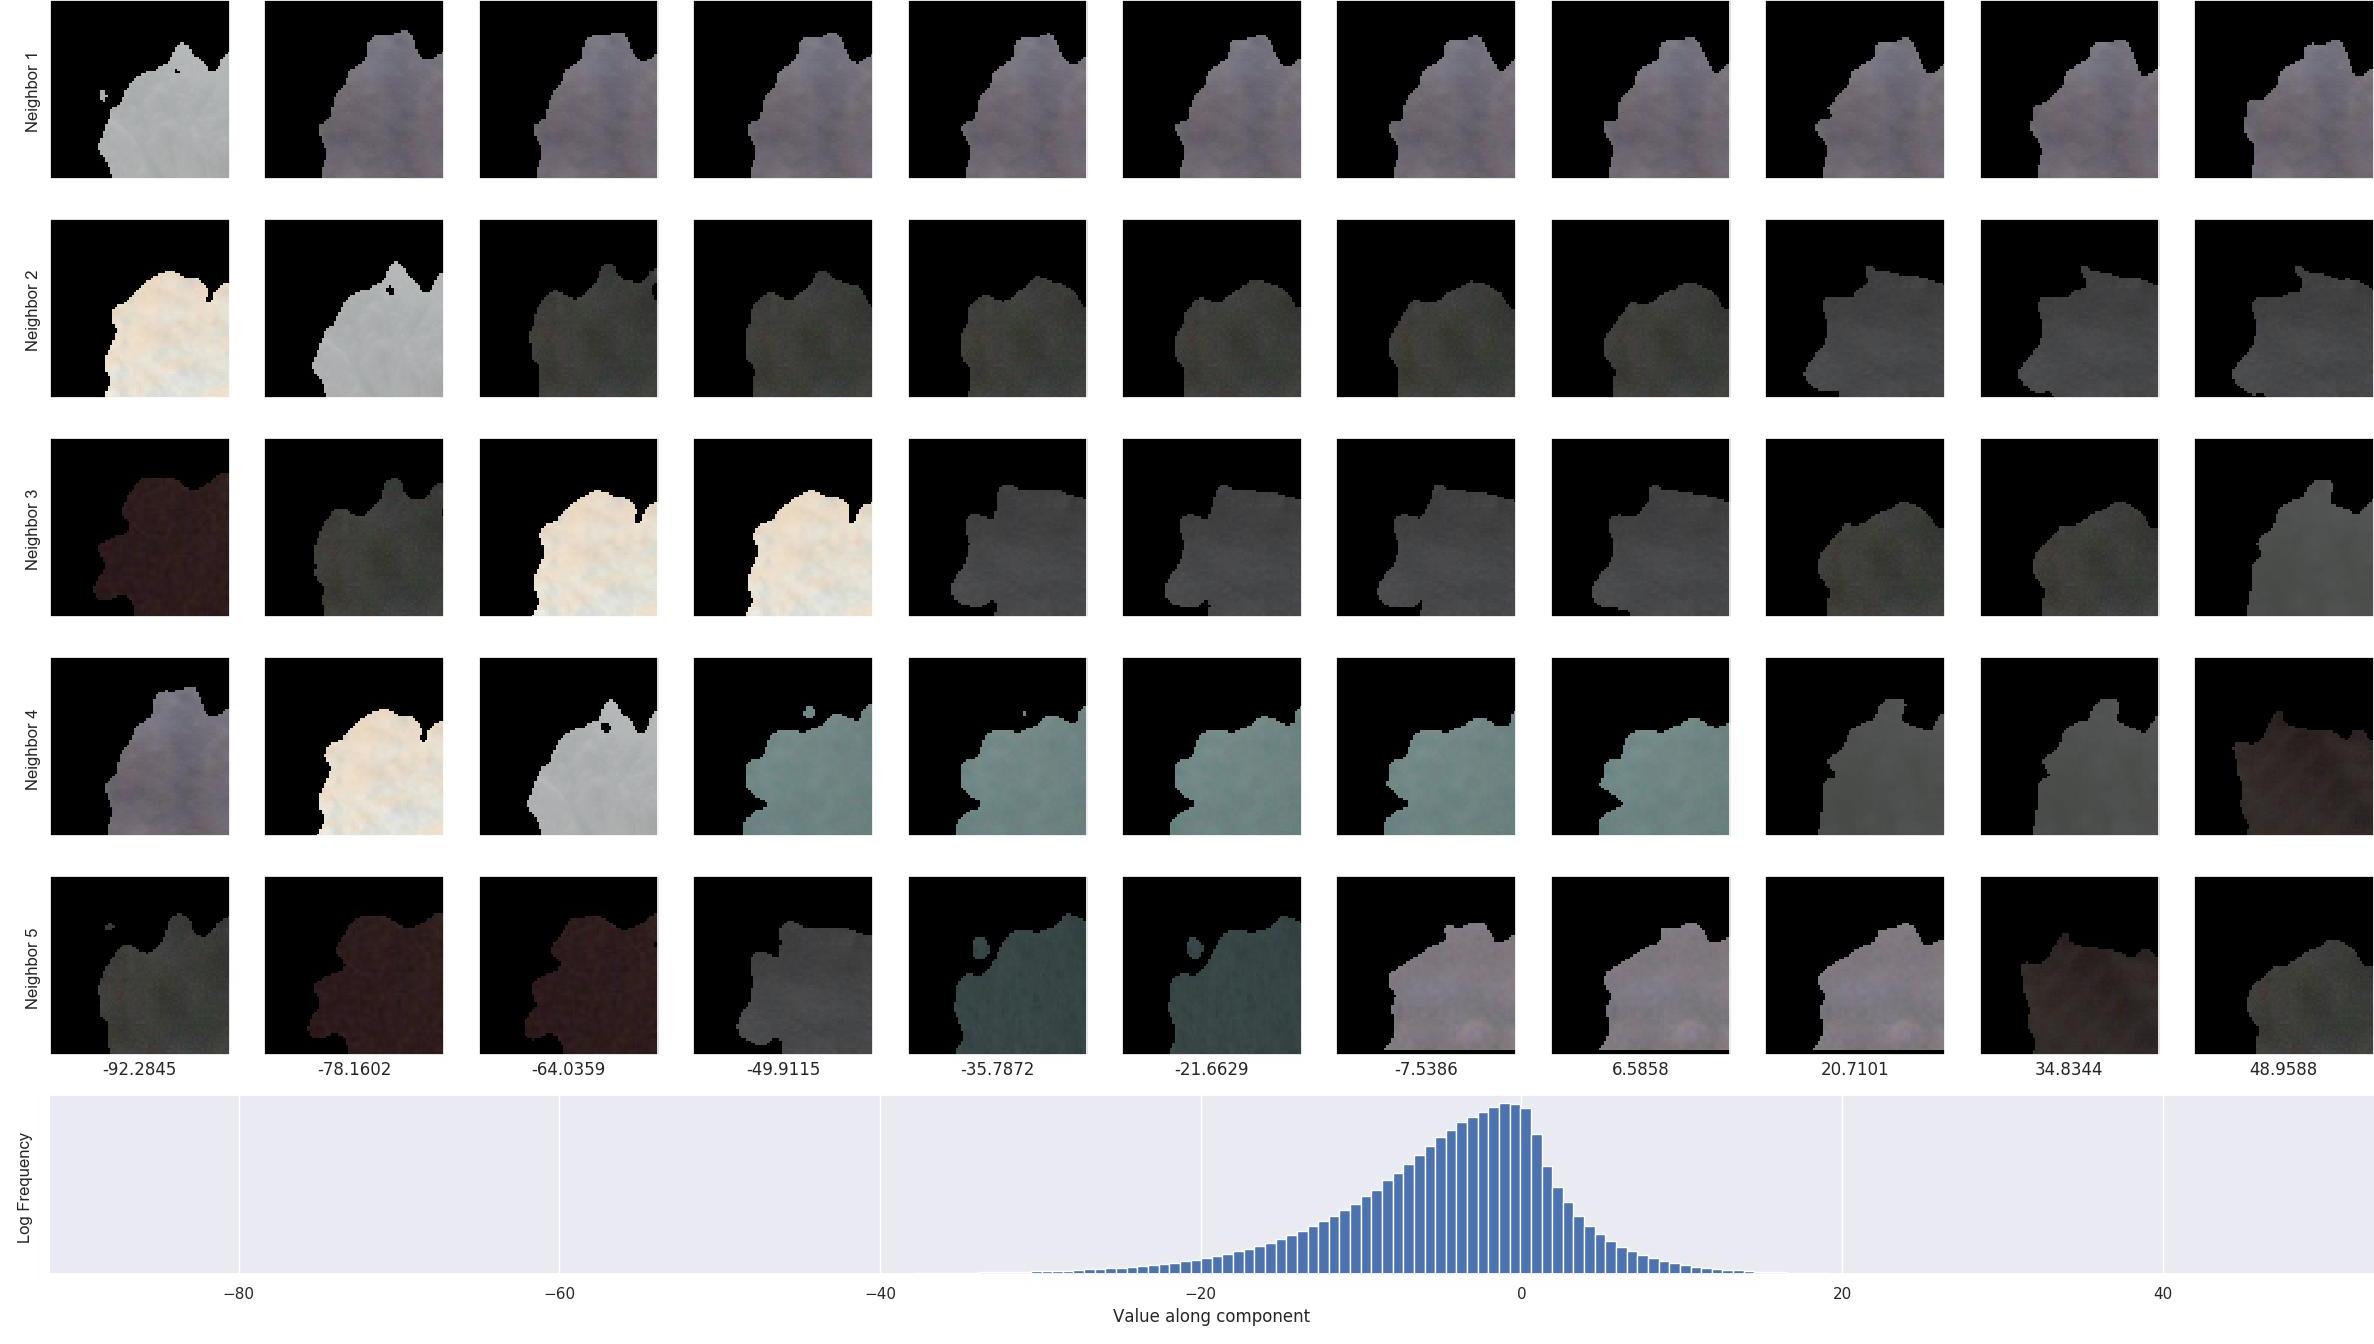 Neighbor 1
Neighbor 2
Neighbor 3
Neighbor 4
Neighbor 5
-92.2845 -78.1602 -64.0359 -49.9115 -35.7872 -21.6629 -7.5386 6.5858 20.7101 34.8344 48.9588
Log Frequency
−80 −60 −40 −20 0 20 40
Value along component